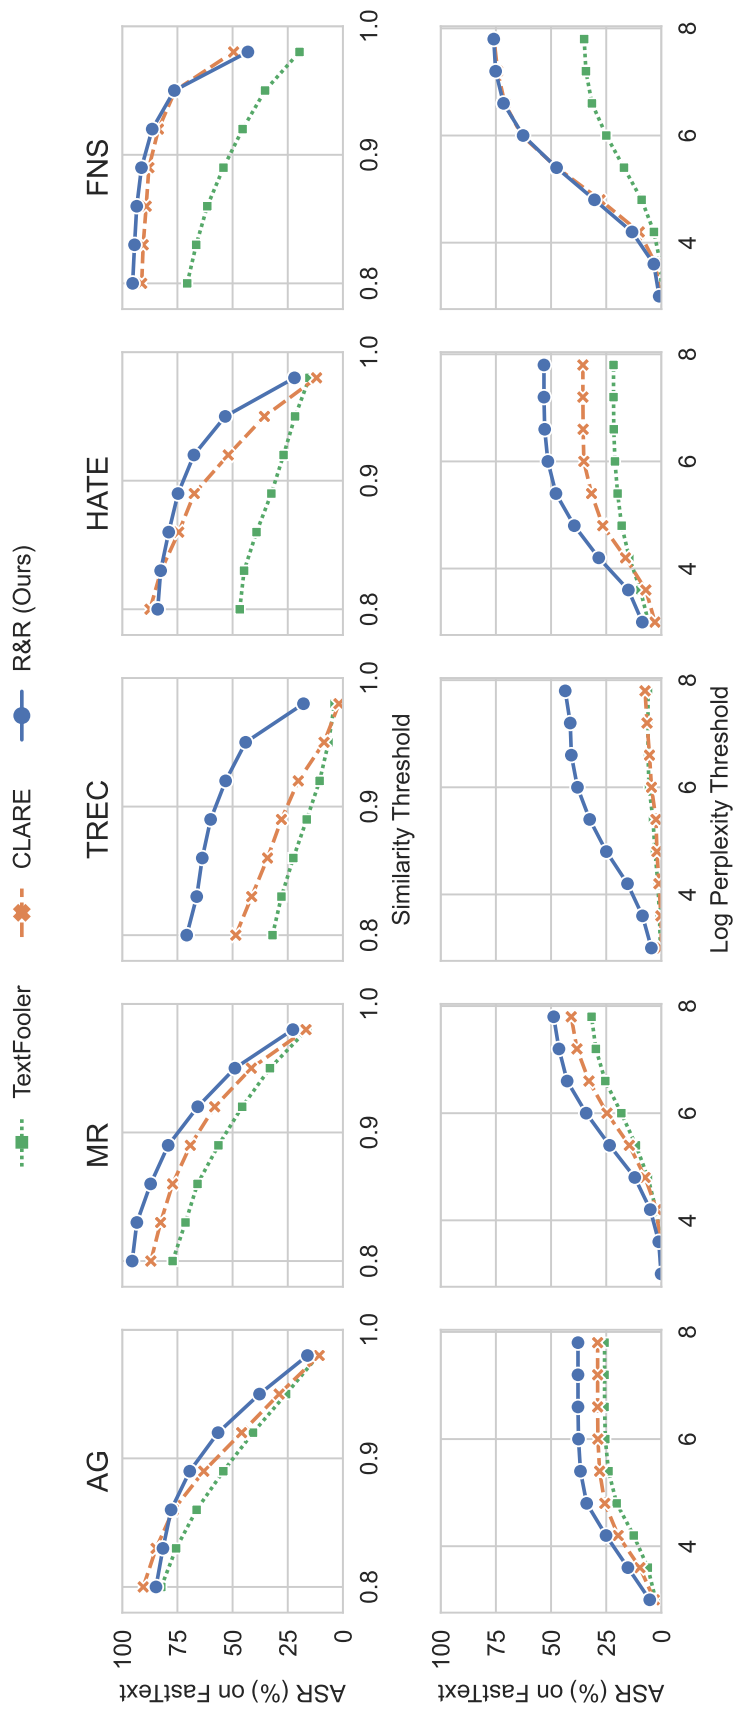 TextFooler CLARE R&R (Ours)
AG MR TREC HATE FNS
100
75
50
25
0
ASR (%) on FastText
0.8 0.9 1.0 0.8 0.9 1.0 0.8 0.9 1.0 0.8 0.9 1.0 0.8 0.9 1.0
Similarity Threshold
100
75
50
25
0
ASR (%) on FastText
4 6 8 4 6 8 4 6 8 4 6 8 4 6 8
Log Perplexity Threshold